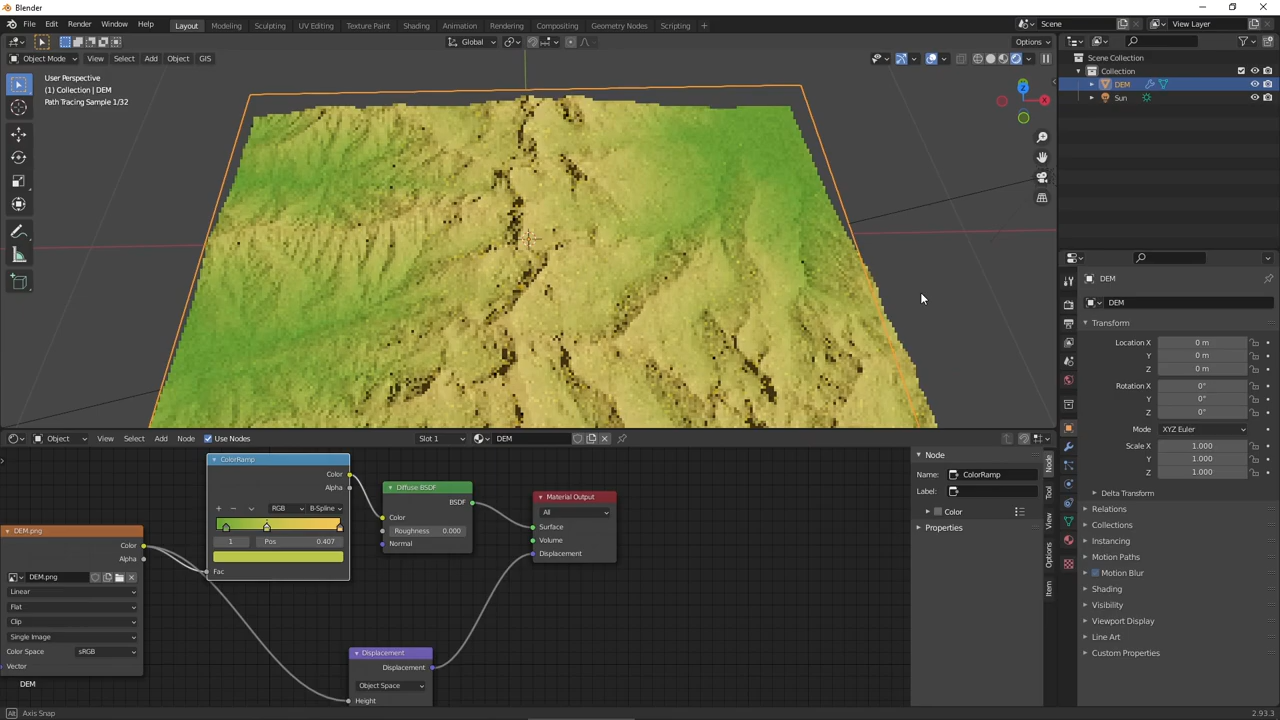 Blender
File Edit Render Window Help
Layout Modeling Sculpting UV Editing Texture Paint Shading Animation Rendering Compositing Geometry Nodes Scripting +
Scene
View Layer
Global
Options
Object Mode
View Select Add Object GIS
User Perspective
(1) Collection | DEM
Path Tracing Sample 1/32
Z
X
Scene Collection
Collection
DEM
Sun
DEM
DEM
Transform
Location X 0 m
Y 0 m
Z 0 m
Rotation X 0°
Y 0°
Z 0°
Mode XYZ Euler
Scale X 1.000
Y 1.000
Z 1.000
Delta Transform
Relations
Collections
Instancing
Motion Paths
Motion Blur
Shading
Visibility
Viewport Display
Line Art
Custom Properties
Object
View Select Add Node
Use Nodes
Slot 1
DEM
ColorRamp
Color
Alpha
RGB B-Spline
1 Pos 0.407
Fac
Diffuse BSDF
BSDF
Color
Roughness 0.000
Normal
Material Output
All
Surface
Volume
Displacement
DEM.png
Color
Alpha
DEM.png
Linear
Flat
Clip
Single Image
Color Space sRGB
Vector
DEM
Displacement
Displacement
Object Space
Height
Node
Name: ColorRamp
Label:
Color
Properties
Node
Tool
View
Options
Item
Alt Axis Snap
2.93.3